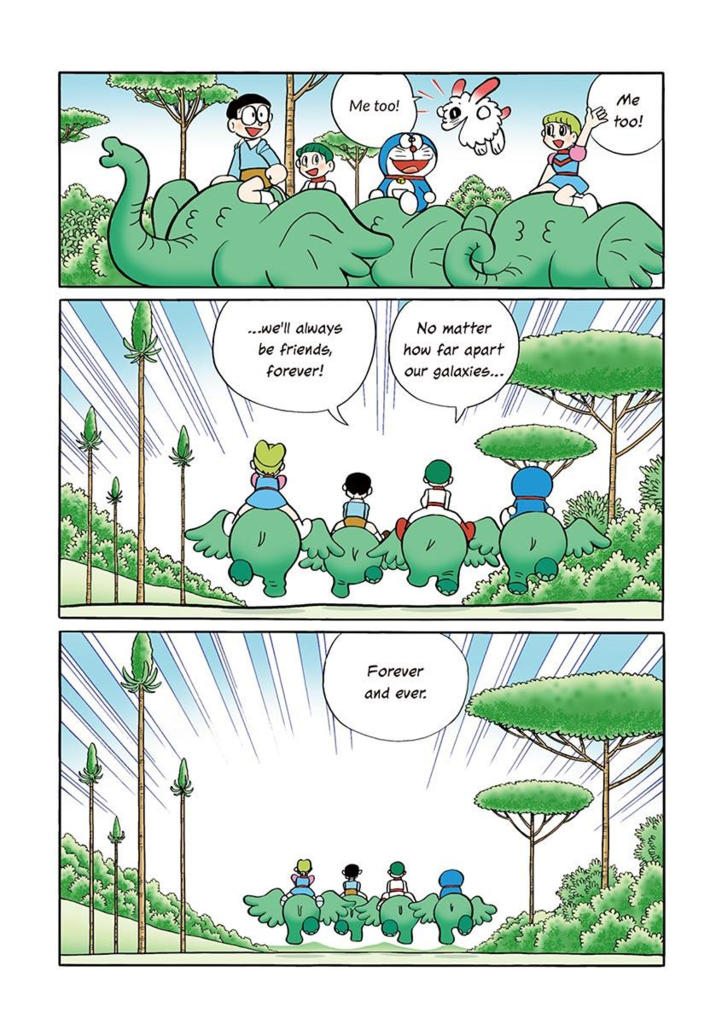 Me
too!
Me too!
No matter
how far apart
our galaxies...
...we'll always
be friends,
forever!
Forever
and ever.